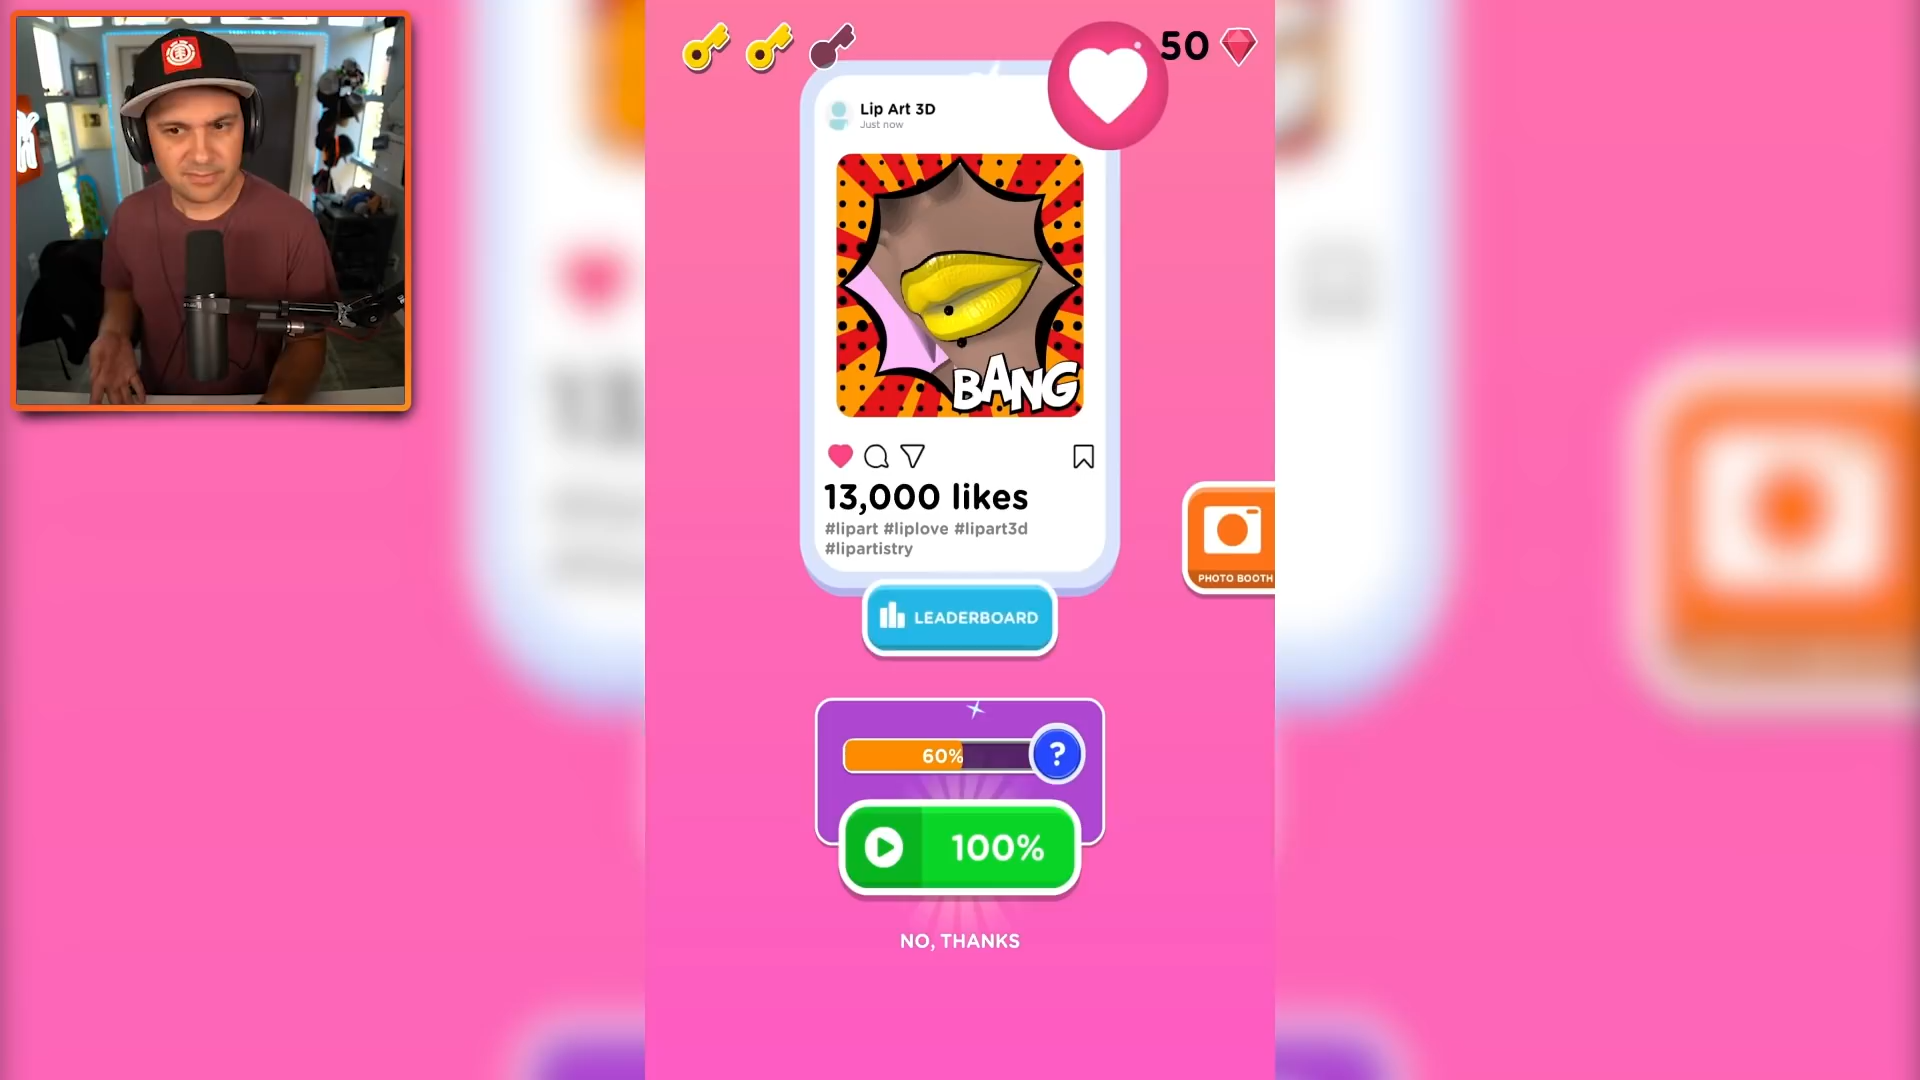 50
Lip Art 3D
Just now
BANG
13,000 likes
#lipart #liplove #lipart3d
#lipartistry
PHOTO BOOTH
LEADERBOARD
60%
?
100%
NO, THANKS